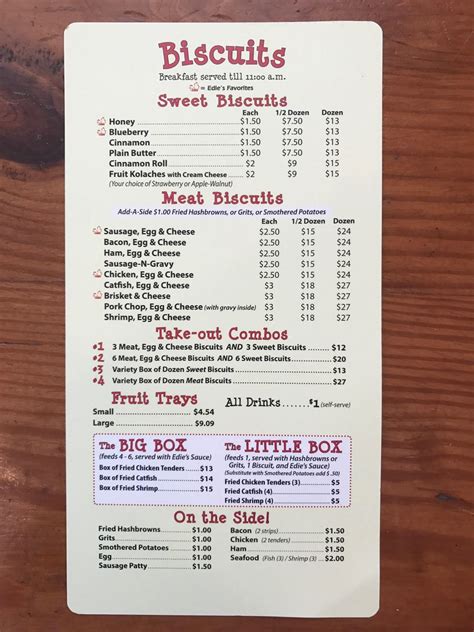 Biscuits
Breakfast served till 11:00 a.m.
= Edie's Favorites
Sweet Biscuits
Each 1/2 Dozen Dozen
Honey $1.50 $7.50 $13
Blueberry $1.50 $7.50 $13
Cinnamon $1.50 $7.50 $13
Plain Butter $1.50 $7.50 $13
Cinnamon Roll $2 $9 $15
Fruit Kolaches with Cream Cheese $2 $9 $15
(Your choice of Strawberry or Apple-Walnut)
Meat Biscuits
Add-A-Side $1.00 Fried Hashbrowns, or Grits, or Smothered Potatoes
Each 1/2 Dozen Dozen
Sausage, Egg & Cheese $2.50 $15 $24
Bacon, Egg & Cheese $2.50 $15 $24
Ham, Egg & Cheese $2.50 $15 $24
Sausage-N-Gravy $2.50 $15 $24
Chicken, Egg & Cheese $2.50 $15 $24
Catfish, Egg & Cheese $3 $18 $27
Brisket & Cheese $3 $18 $27
Pork Chop, Egg & Cheese (with gravy inside) $3 $18 $27
Shrimp, Egg & Cheese $3 $18 $27
Take-out Combos
#1 3 Meat, Egg & Cheese Biscuits AND 3 Sweet Biscuits $12
#2 6 Meat, Egg & Cheese Biscuits AND 6 Sweet Biscuits $20
#3 Variety Box of Dozen Sweet Biscuits $13
#4 Variety Box of Dozen Meat Biscuits $27
Fruit Trays
Small $4.54
Large $9.09
All Drinks $1 (self-serve)
The BIG BOX
(feeds 4 - 6, served with Edie's Sauce)
Box of Fried Chicken Tenders $13
Box of Fried Catfish $14
Box of Fried Shrimp $15
The LITTLE BOX
(feeds 1, served with Hashbrowns or
Grits, 1 Biscuit, and Edie's Sauce)
(Substitute with Smothered Potatoes add $.50)
Fried Chicken Tenders (3) $5
Fried Catfish (4) $5
Fried Shrimp (4) $5
On the Side!
Fried Hashbrowns $1.00
Grits $1.00
Smothered Potatoes $1.50
Egg $1.00
Sausage Patty $1.50
Bacon (2 strips) $1.50
Chicken (2 tenders) $1.50
Ham $1.50
Seafood (Fish (3) / Shrimp (3) $2.00